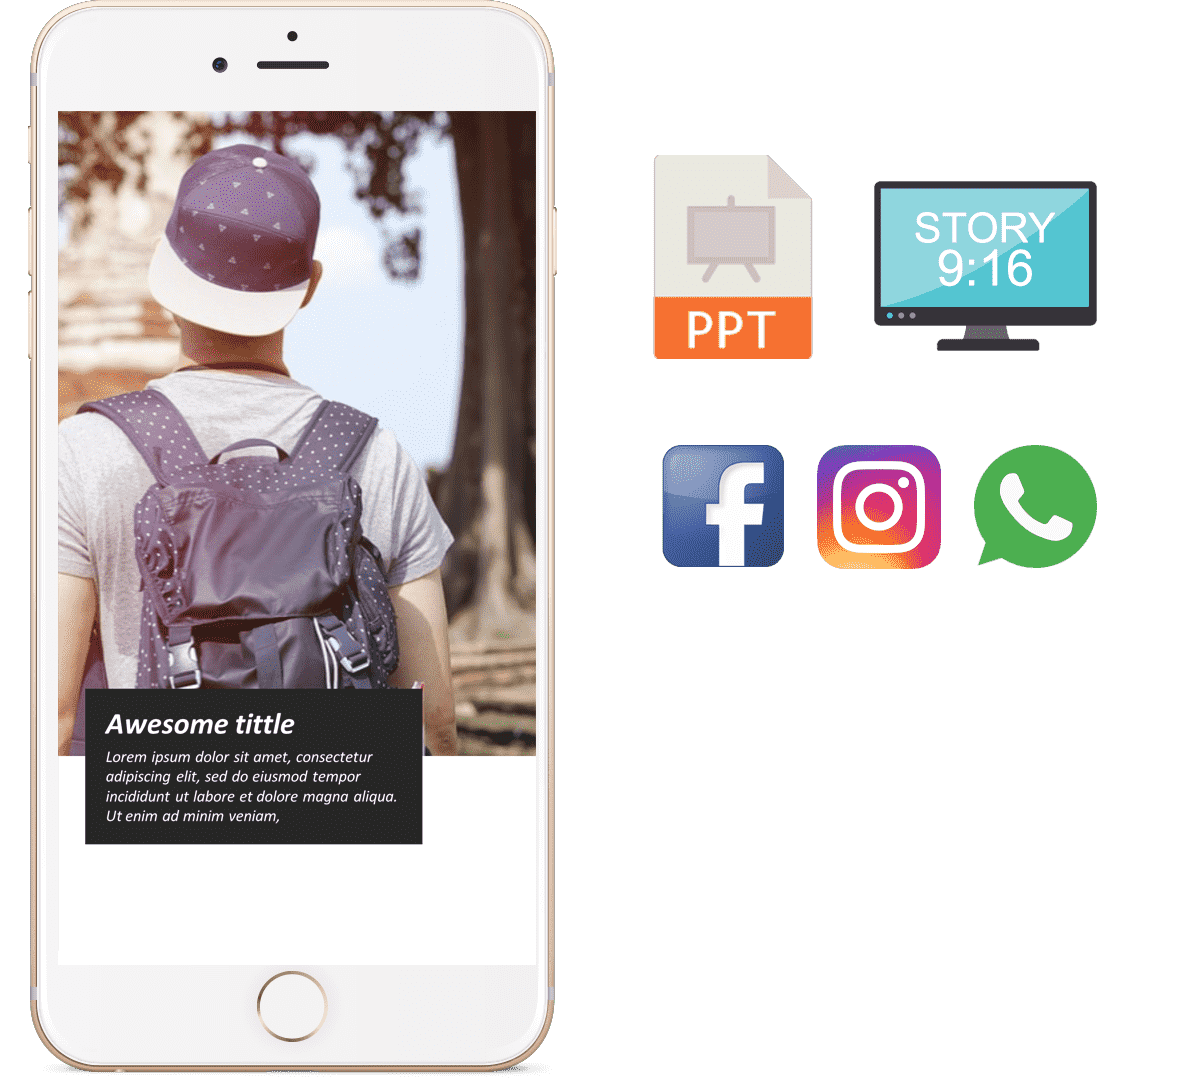 Awesome tittle
Lorem ipsum dolor sit amet, consectetur
adipiscing elit, sed do eiusmod tempor
incididunt ut labore et dolore magna aliqua.
Ut enim ad minim veniam,
PPT
STORY
9:16